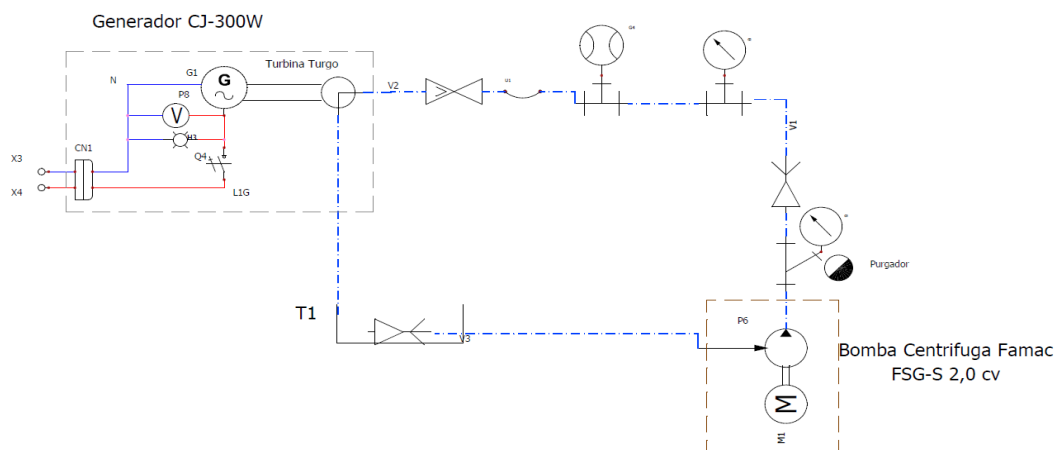 Generador CJ-300W
Turbina Turgo
G1
G
N
P8
V
H3
Q4
CN1
X3
X4
L1G
V2
V1
Purgador
T1
V3
P6
Bomba Centrifuga Famac
FSG-S 2,0 cv
M
M1